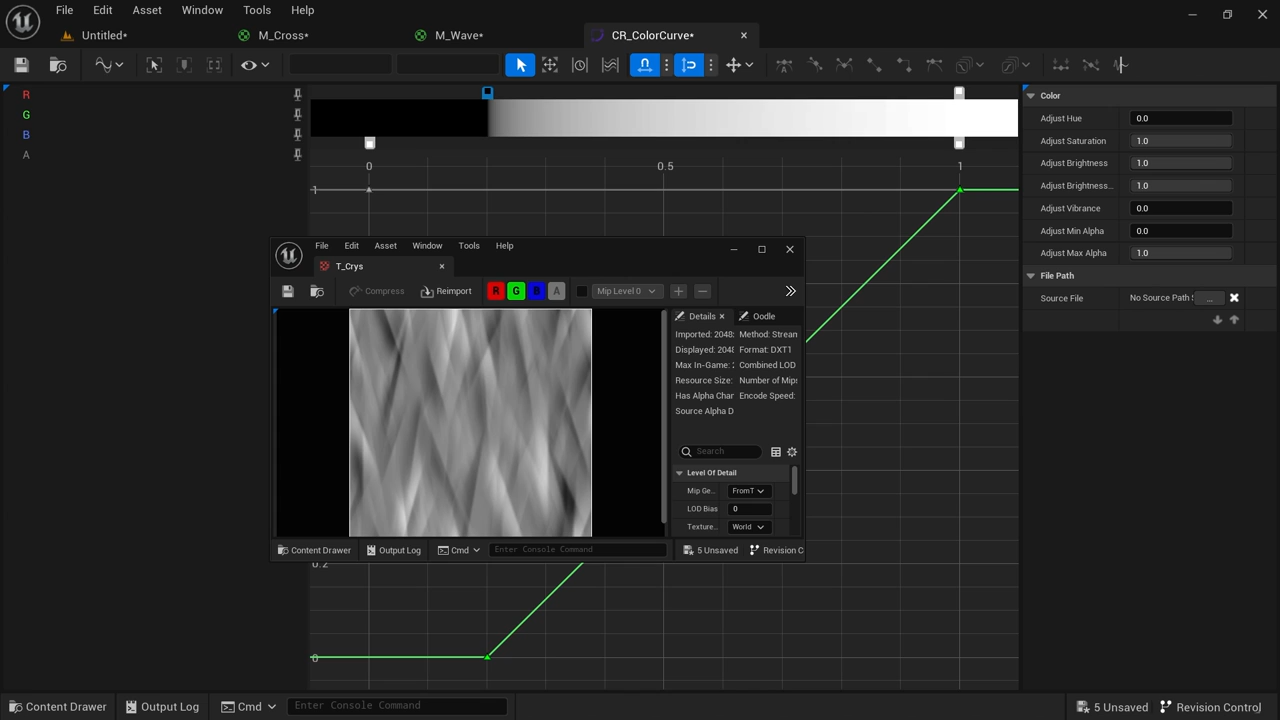 File Edit Asset Window Tools Help
Untitled* M_Cross* M_Wave* CR_ColorCurve*
R
G
B
A
0 0.5 1
1
0.2
0
Color
Adjust Hue 0.0
Adjust Saturation 1.0
Adjust Brightness 1.0
Adjust Brightness... 1.0
Adjust Vibrance 0.0
Adjust Min Alpha 0.0
Adjust Max Alpha 1.0
File Path
Source File No Source Path ...
File Edit Asset Window Tools Help
T_Crys
Compress Reimport R G B A Mip Level 0
Details Oodle
Imported: 2048 Method: Stream
Displayed: 2048 Format: DXT1
Max In-Game: Combined LOD
Resource Size: Number of Mips
Has Alpha Char Encode Speed:
Source Alpha D
Search
Level Of Detail
Mip Ge... FromT
LOD Bias 0
Texture... World
Content Drawer Output Log Cmd Enter Console Command 5 Unsaved Revision C
Content Drawer Output Log Cmd Enter Console Command 5 Unsaved Revision Control